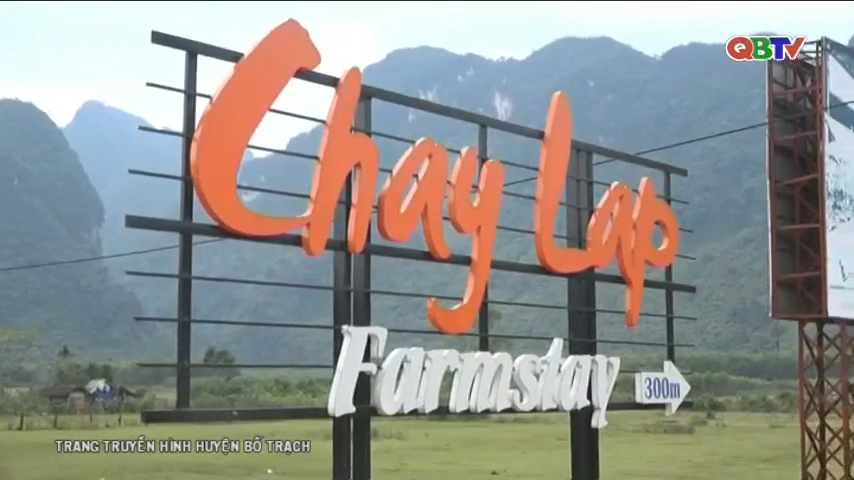 QBTV
Chay Lap
Farmstay
300m
TRANG TRUYỀN HÌNH HUYỆN BỐ TRẠCH